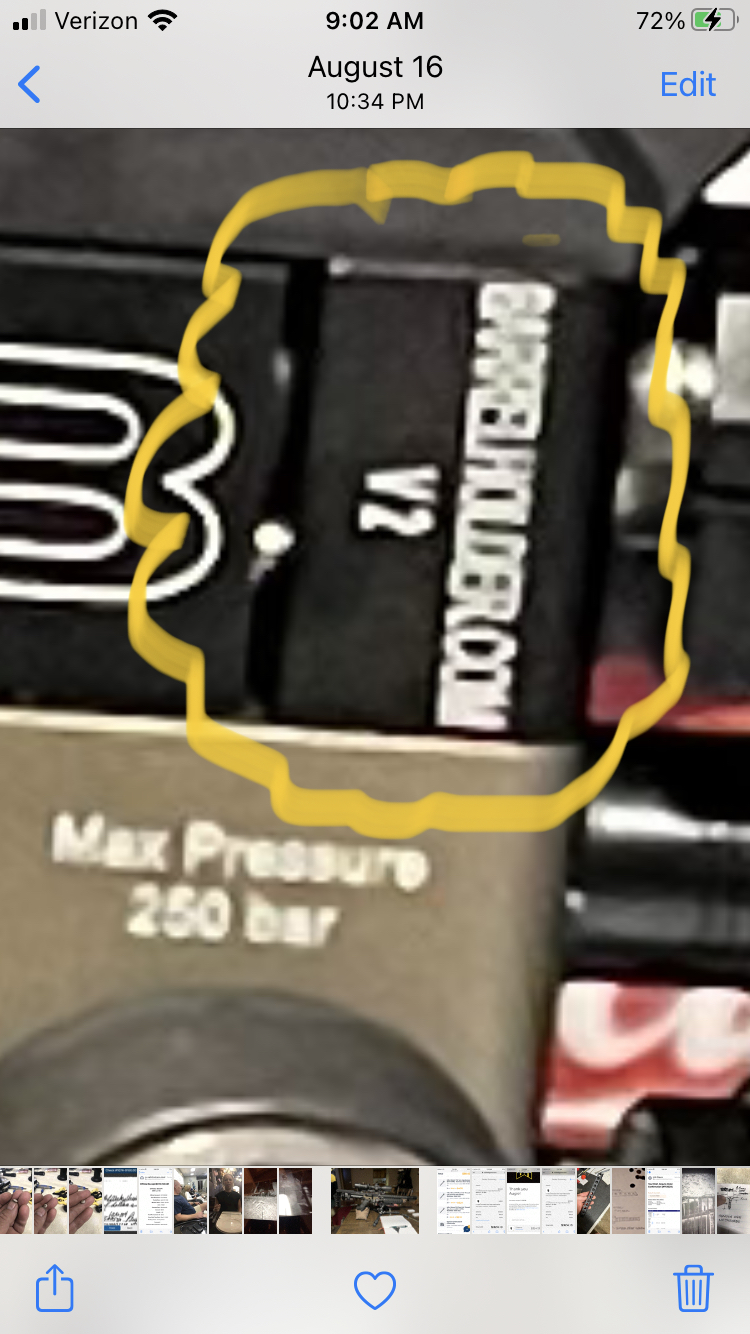 Verizon
9:02 AM
72%
August 16
10:34 PM
Edit
V2
Max Pressure
250 bar